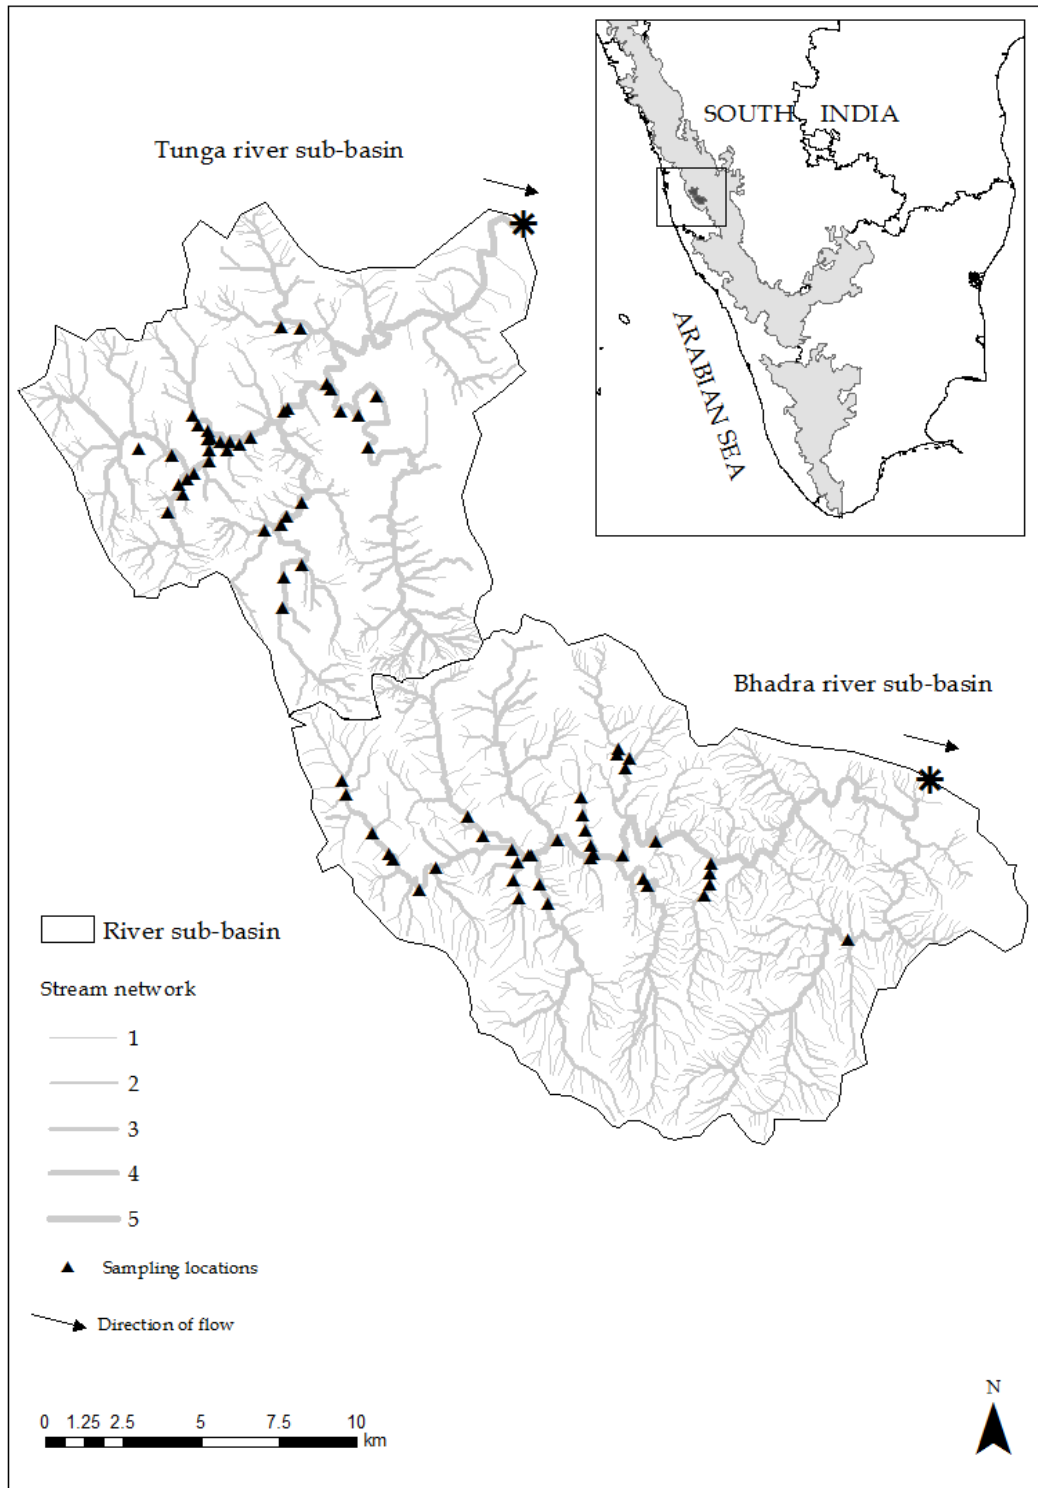 SOUTH INDIA
Tunga river sub-basin
ARABIAN SEA
Bhadra river sub-basin
River sub-basin
Stream network
1
2
3
4
5
Sampling locations
Direction of flow
N
0 1.25 2.5 5 7.5 10
km